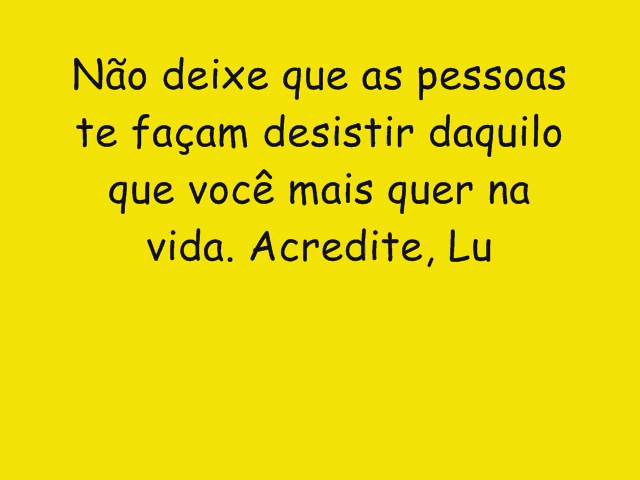 Não deixe que as pessoas
te façam desistir daquilo
que você mais quer na
vida. Acredite, Lu